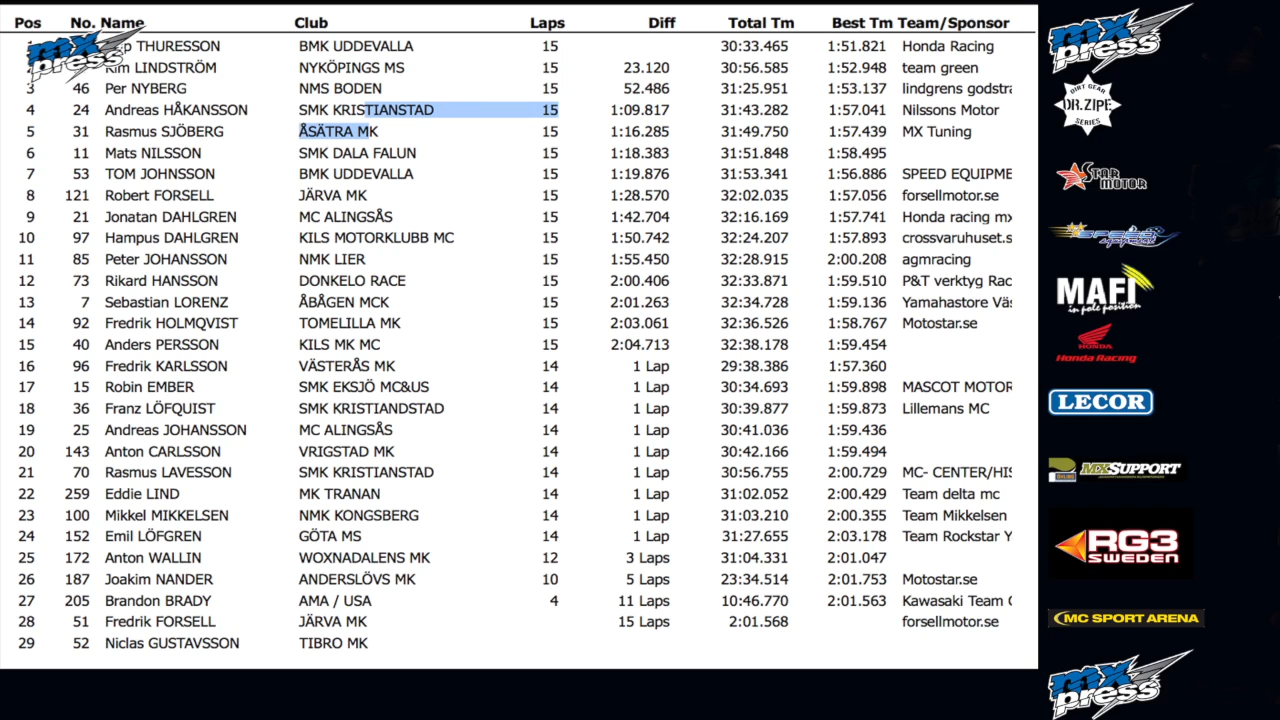 Pos No. Name Club Laps Diff Total Tm Best Tm Team/Sponsor
THURESSON BMK UDDEVALLA 15 30:33.465 1:51.821 Honda Racing
Kim LINDSTRÖM NYKÖPINGS MS 15 23.120 30:56.585 1:52.948 team green
3 46 Per NYBERG NMS BODEN 15 52.486 31:25.951 1:53.137 lindgrens godstra
4 24 Andreas HÅKANSSON SMK KRISTIANSTAD 15 1:09.817 31:43.282 1:57.041 Nilssons Motor
5 31 Rasmus SJÖBERG ÅSÄTRA MK 15 1:16.285 31:49.750 1:57.439 MX Tuning
6 11 Mats NILSSON SMK DALA FALUN 15 1:18.383 31:51.848 1:58.495
7 53 TOM JOHNSSON BMK UDDEVALLA 15 1:19.876 31:53.341 1:56.886 SPEED EQUIPME
8 121 Robert FORSELL JÄRVA MK 15 1:28.570 32:02.035 1:57.056 forsellmotor.se
9 21 Jonatan DAHLGREN MC ALINGSÅS 15 1:42.704 32:16.169 1:57.741 Honda racing mx
10 97 Hampus DAHLGREN KILS MOTORKLUBB MC 15 1:50.742 32:24.207 1:57.893 crossvaruhuset.s
11 85 Peter JOHANSSON NMK LIER 15 1:55.450 32:28.915 2:00.208 agmracing
12 73 Rikard HANSSON DONKELO RACE 15 2:00.406 32:33.871 1:59.510 P&T verktyg Rac
13 7 Sebastian LORENZ ÅBÅGEN MCK 15 2:01.263 32:34.728 1:59.136 Yamahastore Väs
14 92 Fredrik HOLMQVIST TOMELILLA MK 15 2:03.061 32:36.526 1:58.767 Motostar.se
15 40 Anders PERSSON KILS MK MC 15 2:04.713 32:38.178 1:59.454
16 96 Fredrik KARLSSON VÄSTERÅS MK 14 1 Lap 29:38.386 1:57.360
17 15 Robin EMBER SMK EKSJÖ MC&US 14 1 Lap 30:34.693 1:59.898 MASCOT MOTOR
18 36 Franz LÖFQUIST SMK KRISTIANDSTAD 14 1 Lap 30:39.877 1:59.873 Lillemans MC
19 25 Andreas JOHANSSON MC ALINGSÅS 14 1 Lap 30:41.036 1:59.436
20 143 Anton CARLSSON VRIGSTAD MK 14 1 Lap 30:42.166 1:59.494
21 70 Rasmus LAVESSON SMK KRISTIANSTAD 14 1 Lap 30:56.755 2:00.729 MC- CENTER/HIS
22 259 Eddie LIND MK TRANAN 14 1 Lap 31:02.052 2:00.429 Team delta mc
23 100 Mikkel MIKKELSEN NMK KONGSBERG 14 1 Lap 31:03.210 2:00.355 Team Mikkelsen
24 152 Emil LÖFGREN GÖTA MS 14 1 Lap 31:27.655 2:03.178 Team Rockstar Y
25 172 Anton WALLIN WOXNADALENS MK 12 3 Laps 31:04.331 2:01.047
26 187 Joakim NANDER ANDERSLÖVS MK 10 5 Laps 23:34.514 2:01.753 Motostar.se
27 205 Brandon BRADY AMA / USA 4 11 Laps 10:46.770 2:01.563 Kawasaki Team C
28 51 Fredrik FORSELL JÄRVA MK 15 Laps 2:01.568 forsellmotor.se
29 52 Niclas GUSTAVSSON TIBRO MK
mx press
mx press
DIRT GEAR
DR.ZIPE
SERIES
STAR MOTOR
SPEED
MAFI
in pole position
HONDA
Honda Racing
LECOR
MXSUPPORT
RG3
SWEDEN
MC SPORT ARENA
mx press